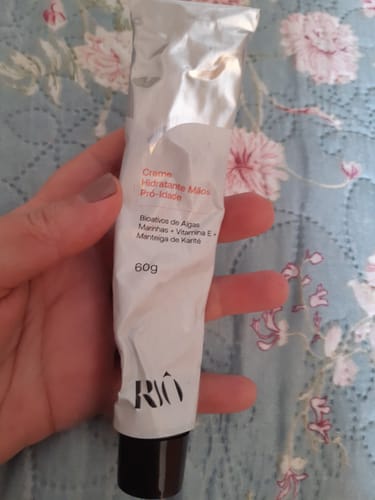 Creme
Hidratante Mãos
Pró-Idade
Bioativos de Algas
Marinhas + Vitamina E +
Manteiga de Karité
60g
RIÔ